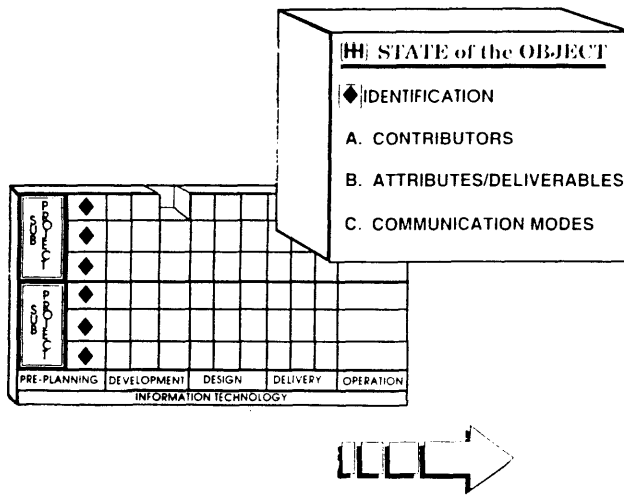 STATE of the OBJECT
IDENTIFICATION
A. CONTRIBUTORS
B. ATTRIBUTES/DELIVERABLES
C. COMMUNICATION MODES
SUB PROJECT
SUB PROJECT
PRE-PLANNING DEVELOPMENT DESIGN DELIVERY OPERATION
INFORMATION TECHNOLOGY